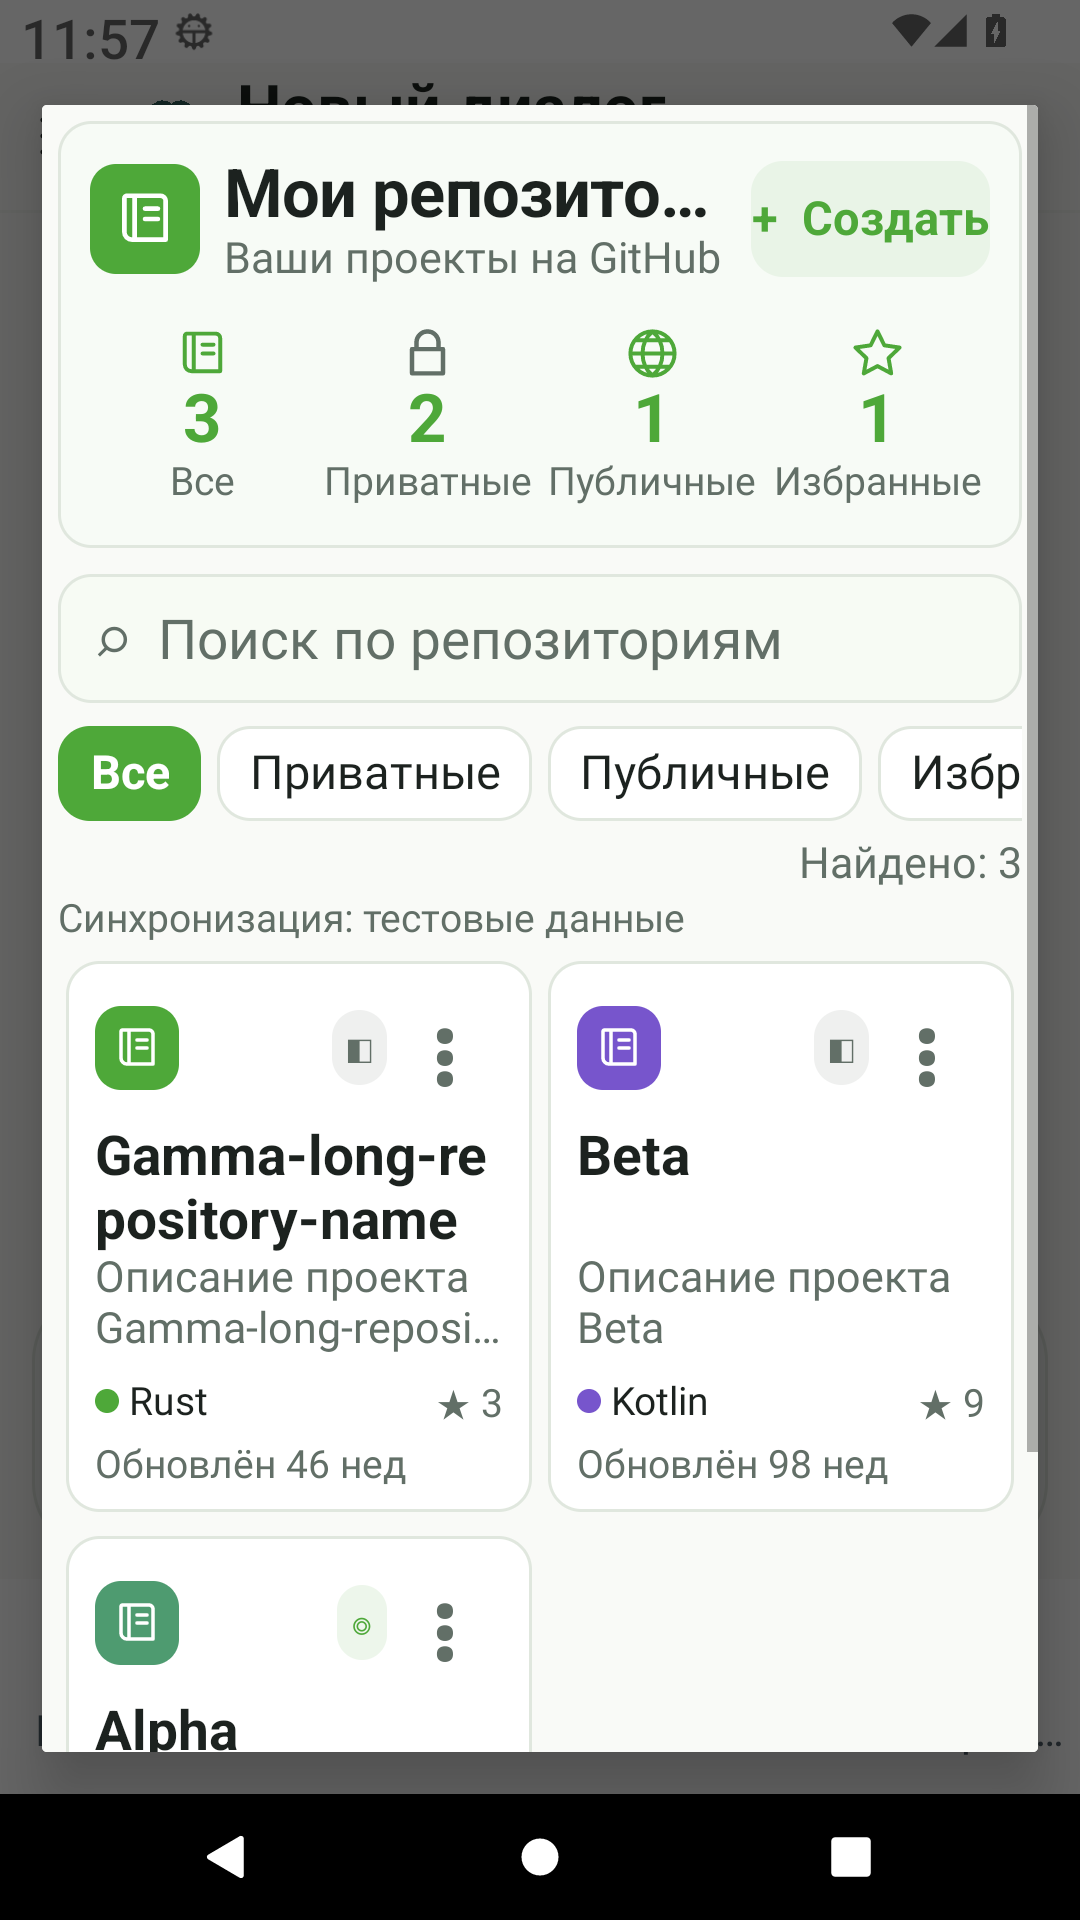 11:57
Новый диалог
Мои репозито...
Ваши проекты на GitHub
+ Создать
3
2
1
1
Все
Приватные
Публичные
Избранные
Поиск по репозиториям
Все
Приватные
Публичные
Избр
Найдено: 3
Синхронизация: тестовые данные
Gamma-long-re
pository-name
Описание проекта
Gamma-long-reposi...
Rust
★ 3
Обновлён 46 нед
Beta
Описание проекта
Beta
Kotlin
★ 9
Обновлён 98 нед
Alpha